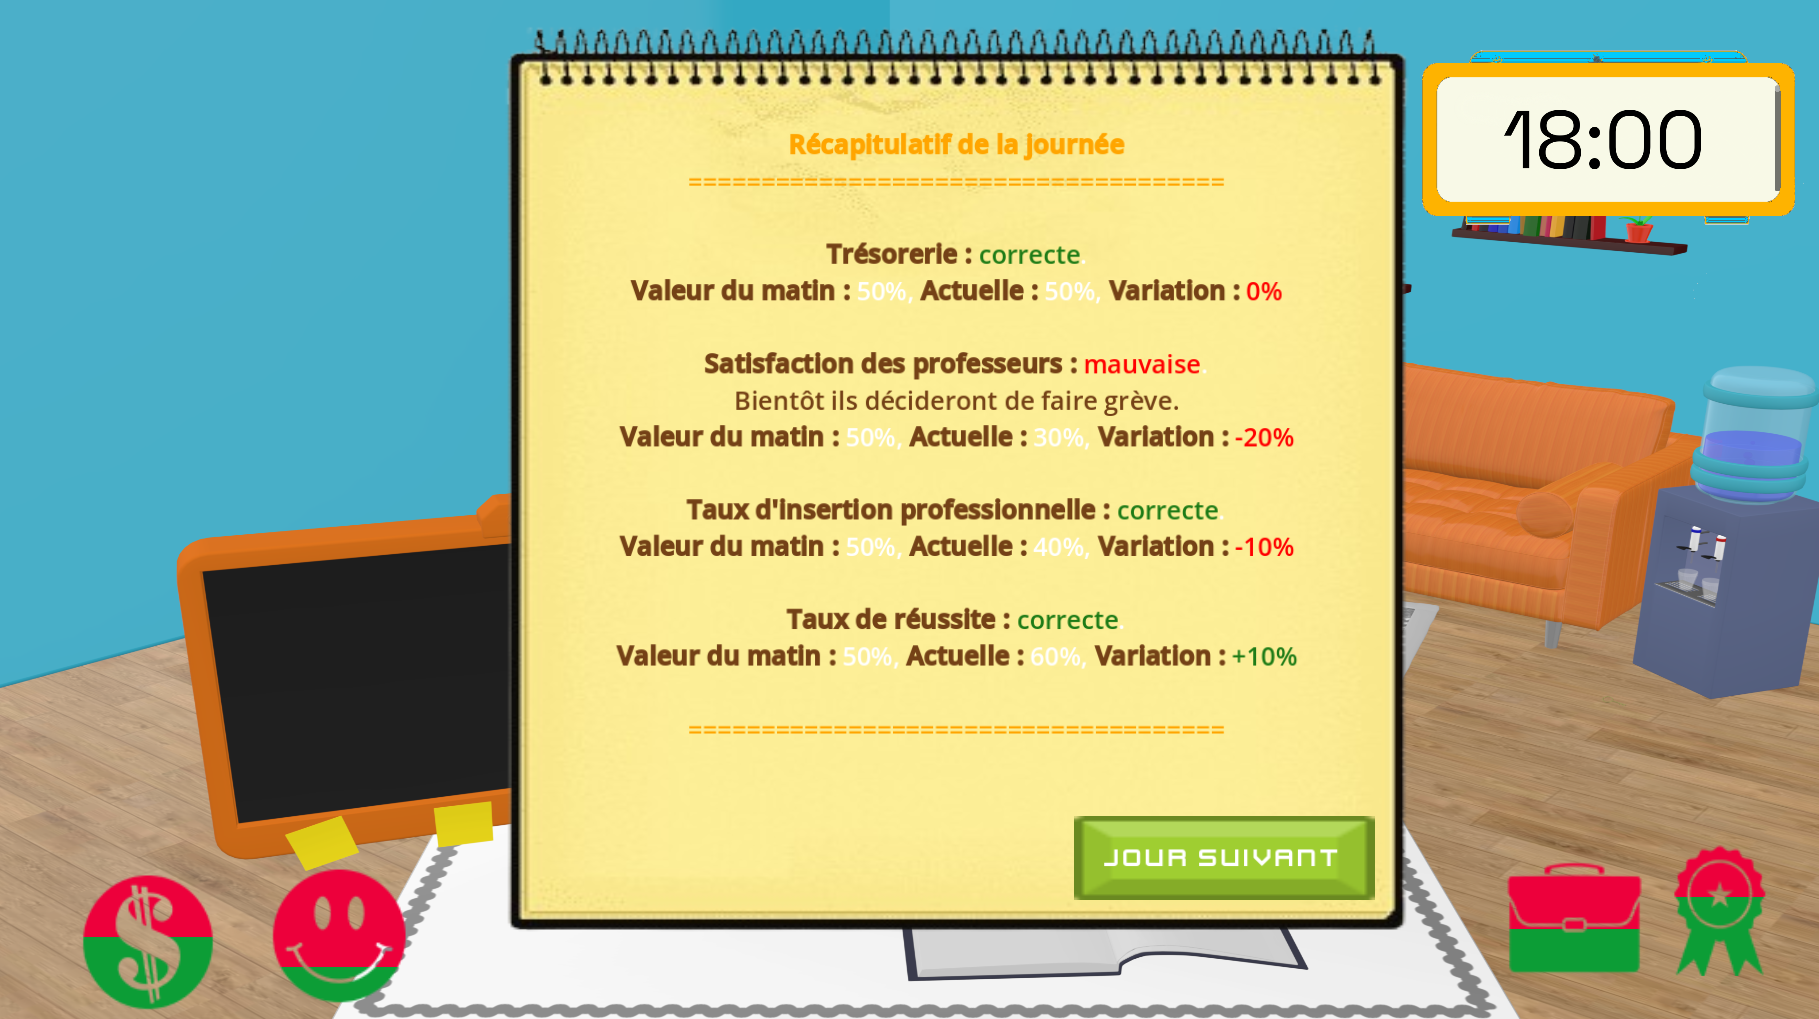 18:00
Récapitulatif de la journée
=====================================
Trésorerie : correcte.
Valeur du matin : 50%, Actuelle : 50%, Variation : 0%
Satisfaction des professeurs : mauvaise.
Bientôt ils décideront de faire grève.
Valeur du matin : 50%, Actuelle : 30%, Variation : -20%
Taux d'insertion professionnelle : correcte.
Valeur du matin : 50%, Actuelle : 40%, Variation : -10%
Taux de réussite : correcte.
Valeur du matin : 50%, Actuelle : 60%, Variation : +10%
=====================================
JOUR SUIVANT